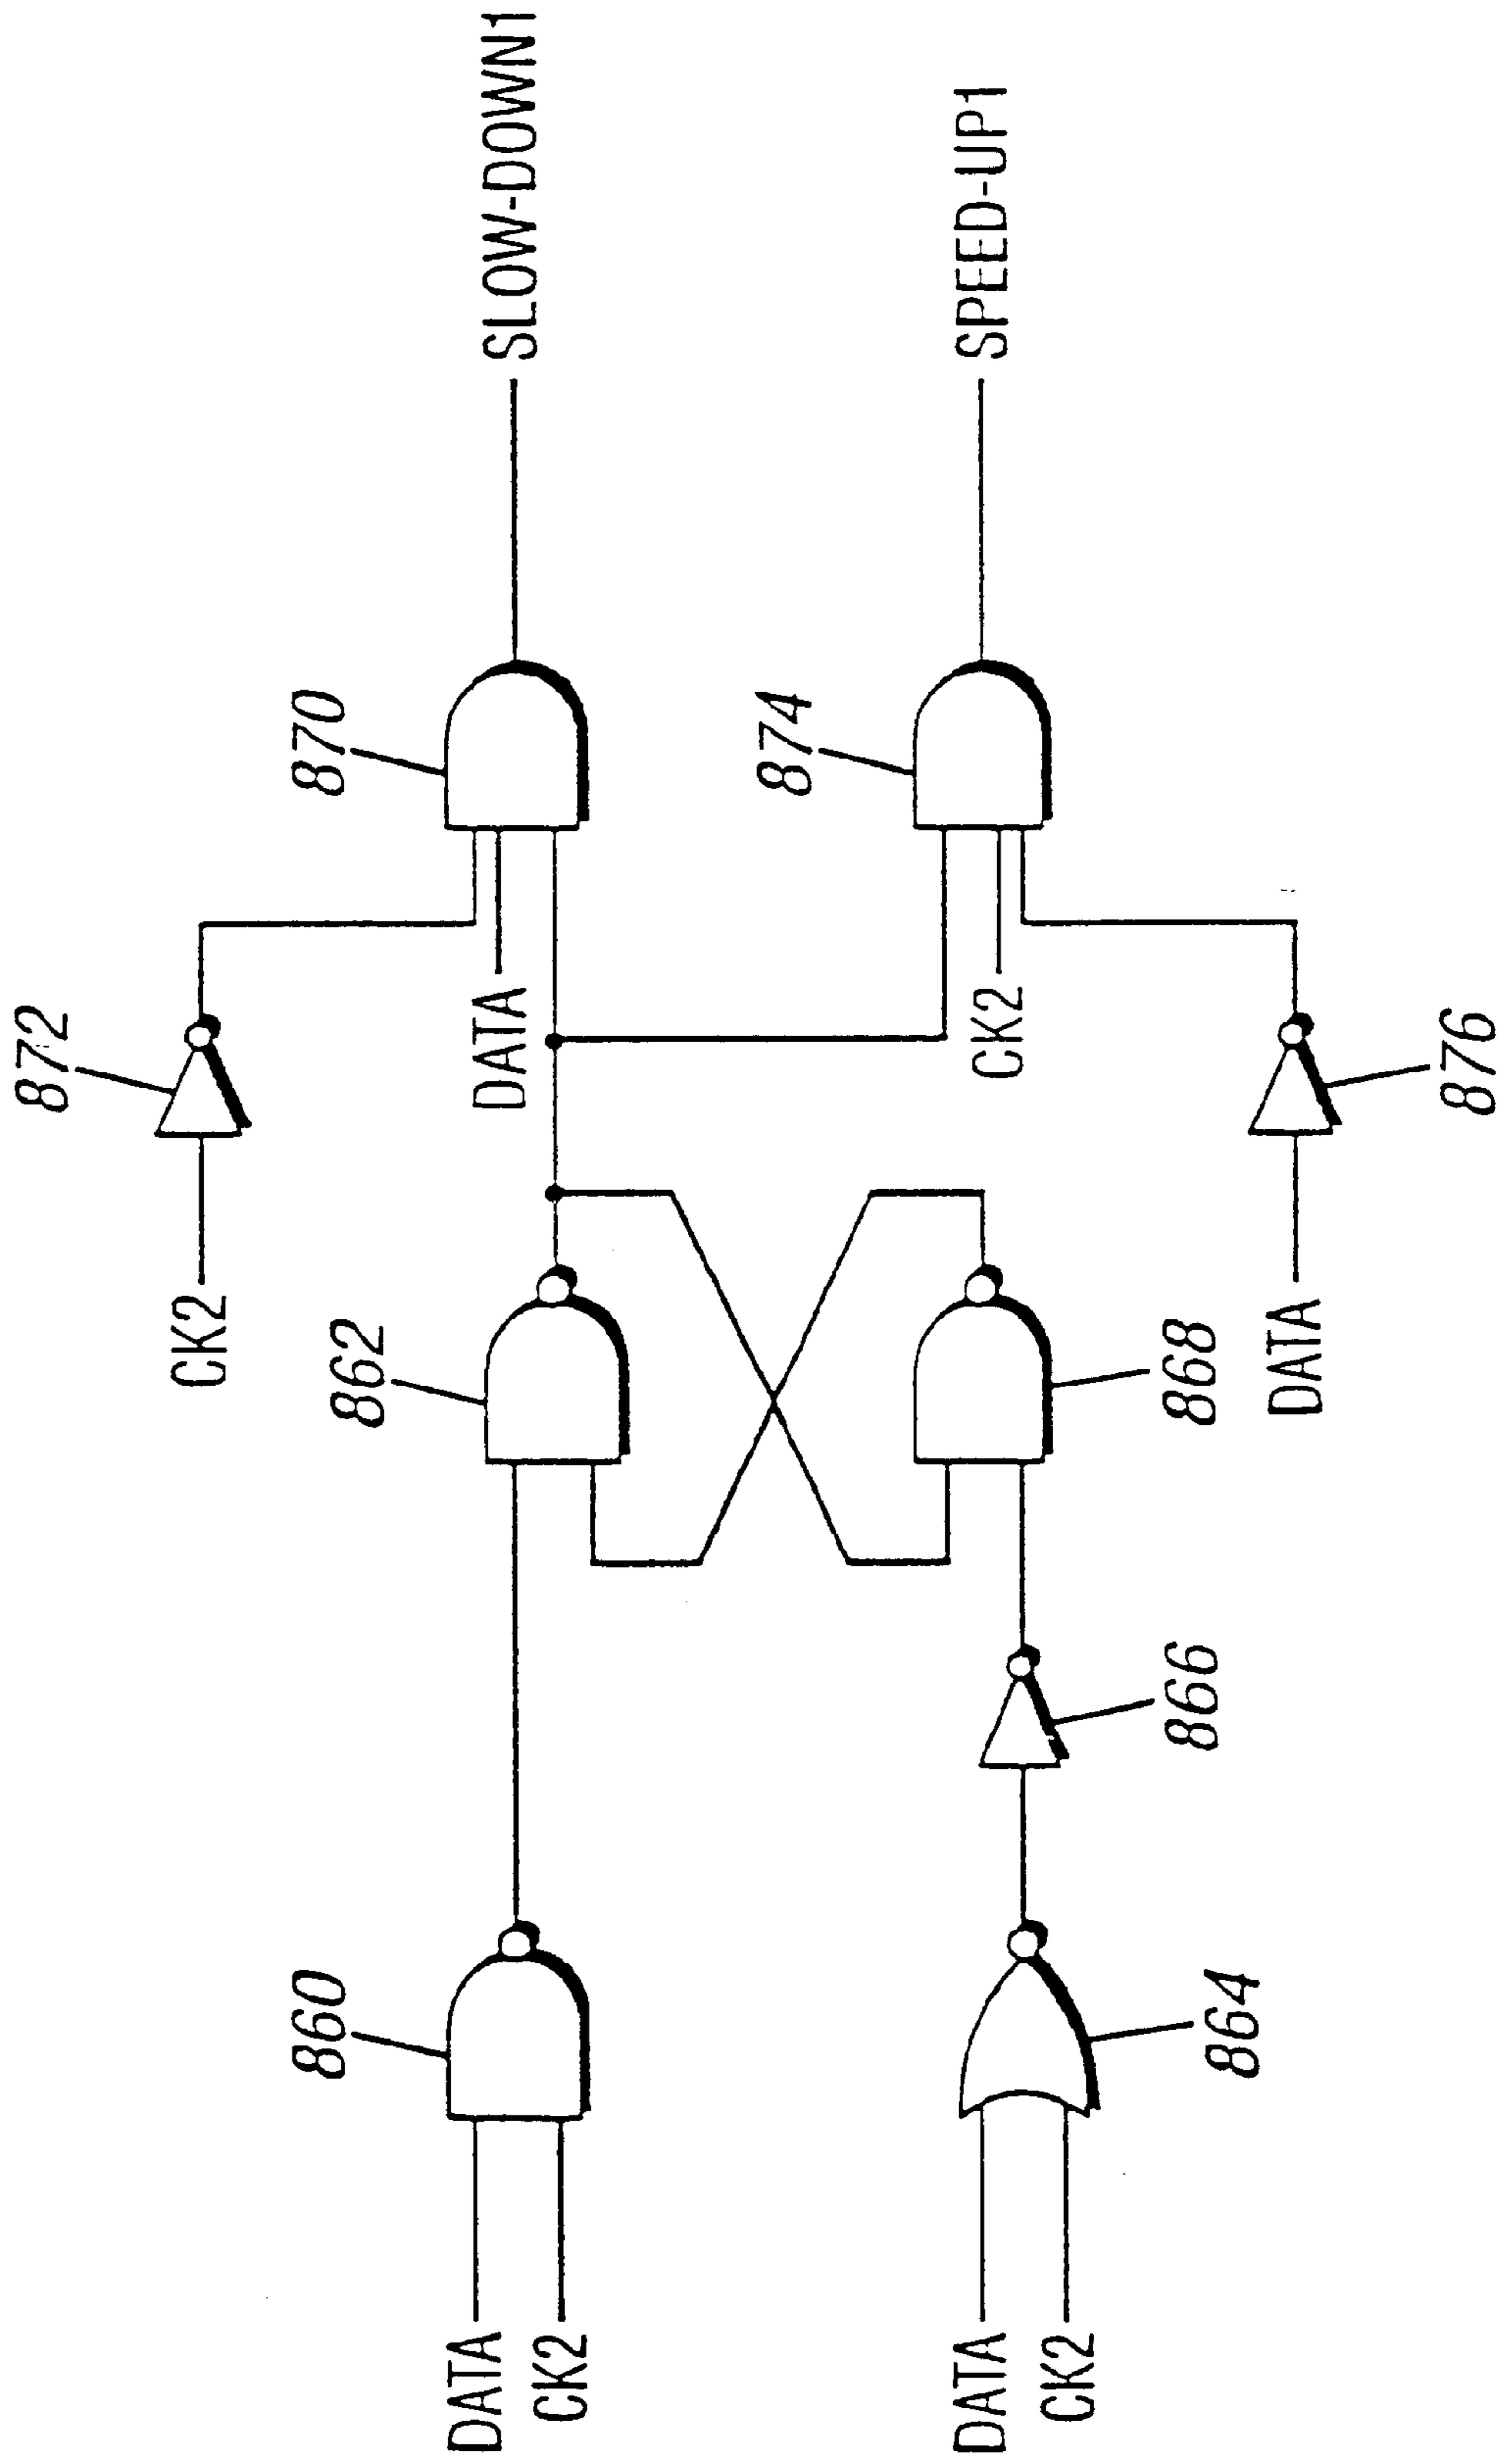 872
CK2
870
SLOW-DOWN1
DATA
862
860
DATA
CK2
874
SPEED-UP1
CK2
868
866
864
DATA
CK2
DATA
876